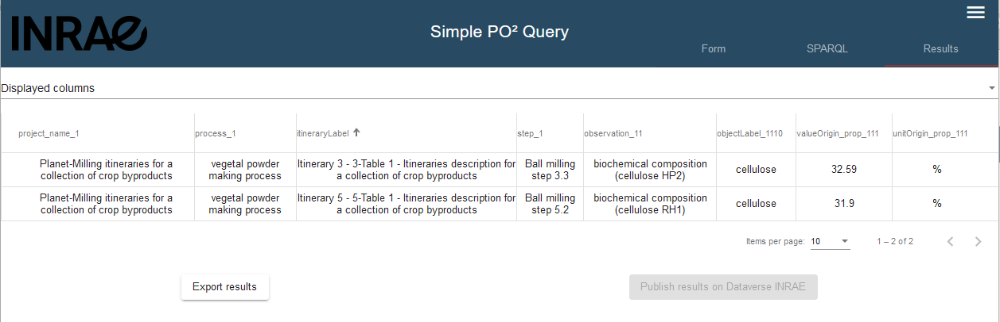 INRAE
Simple PO² Query
Form SPARQL Results
Displayed columns
project_name_1 process_1 itineraryLabel step_1 observation_11 objectLabel_1110 valueOrigin_prop_111 unitOrigin_prop_111
Planet-Milling itineraries for a vegetal powder Itinerary 3 - 3-Table 1 - Itineraries description for Ball milling biochemical composition cellulose 32.59 %
collection of crop byproducts making process a collection of crop byproducts step 3.3 (cellulose HP2)
Planet-Milling itineraries for a vegetal powder Itinerary 5 - 5-Table 1 - Itineraries description for Ball milling biochemical composition cellulose 31.9 %
collection of crop byproducts making process a collection of crop byproducts step 5.2 (cellulose RH1)
Items per page: 10 1 – 2 of 2
Export results Publish results on Dataverse INRAE